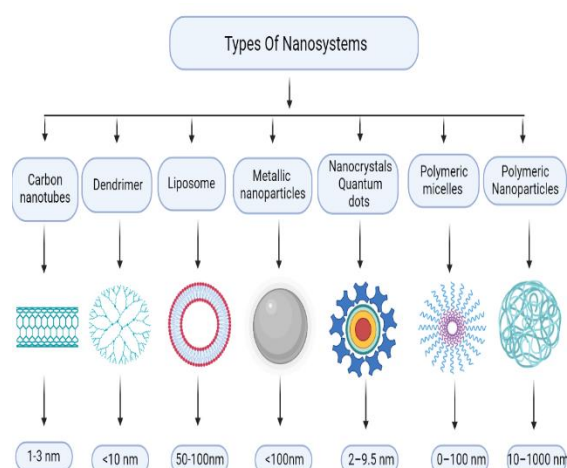 Types Of Nanosystems
Carbon
nanotubes
Dendrimer
Liposome
Metallic
nanoparticles
Nanocrystals
Quantum
dots
Polymeric
micelles
Polymeric
Nanoparticles
1-3 nm
<10 nm
50-100nm
<100nm
2–9.5 nm
0–100 nm
10–1000 nm